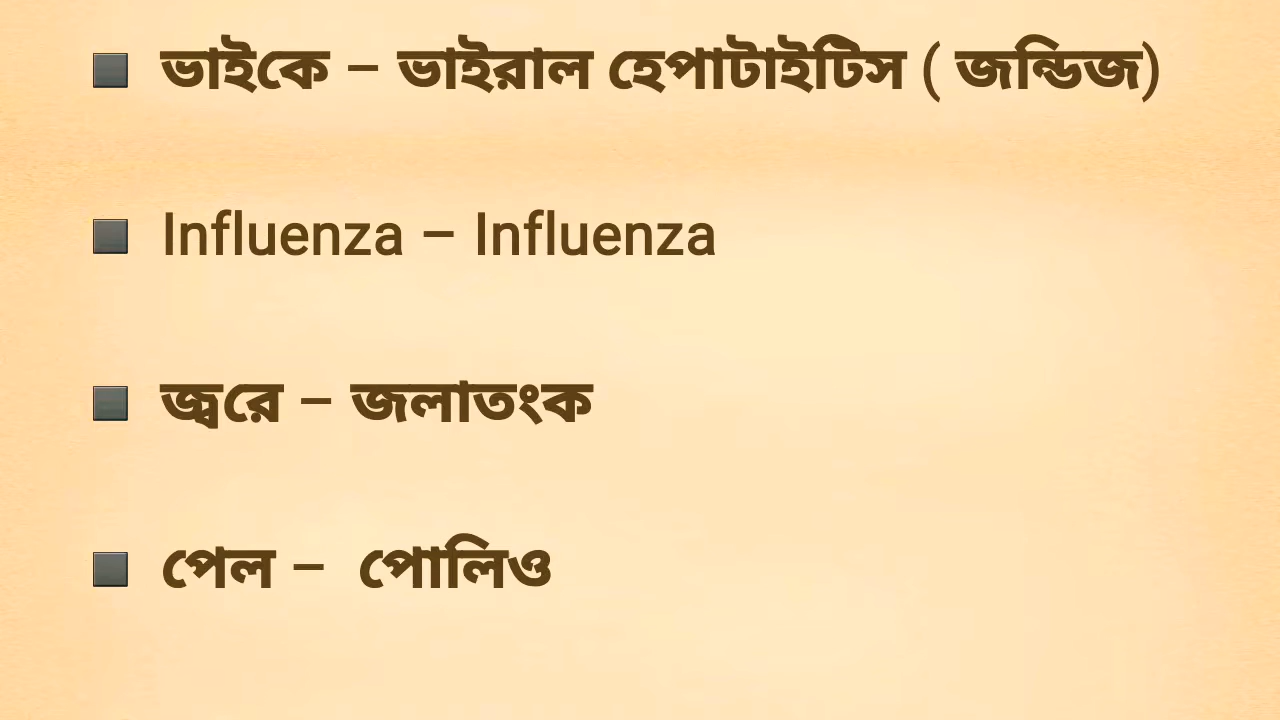 ▪ ভাইকে – ভাইরাল হেপাটাইটিস ( জন্ডিজ)
▪ Influenza – Influenza
▪ জ্বরে – জলাতংক
▪ পেল – পোলিও